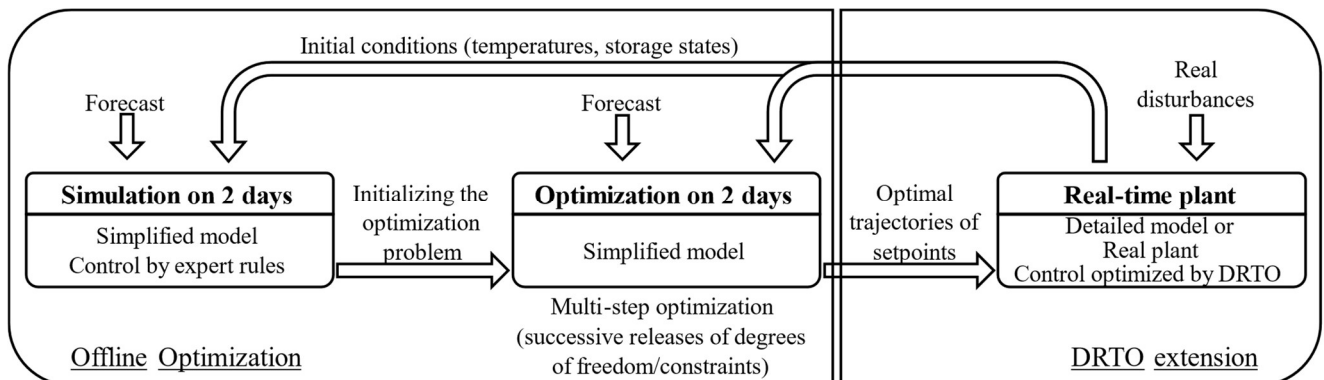 Initial conditions (temperatures, storage states)
Forecast
Forecast
Real
disturbances
Simulation on 2 days
Simplified model
Control by expert rules
Initializing the
optimization
problem
Optimization on 2 days
Simplified model
Multi-step optimization
(successive releases of degrees
of freedom/constraints)
Optimal
trajectories of
setpoints
Real-time plant
Detailed model or
Real plant
Control optimized by DRTO
Offline Optimization
DRTO extension